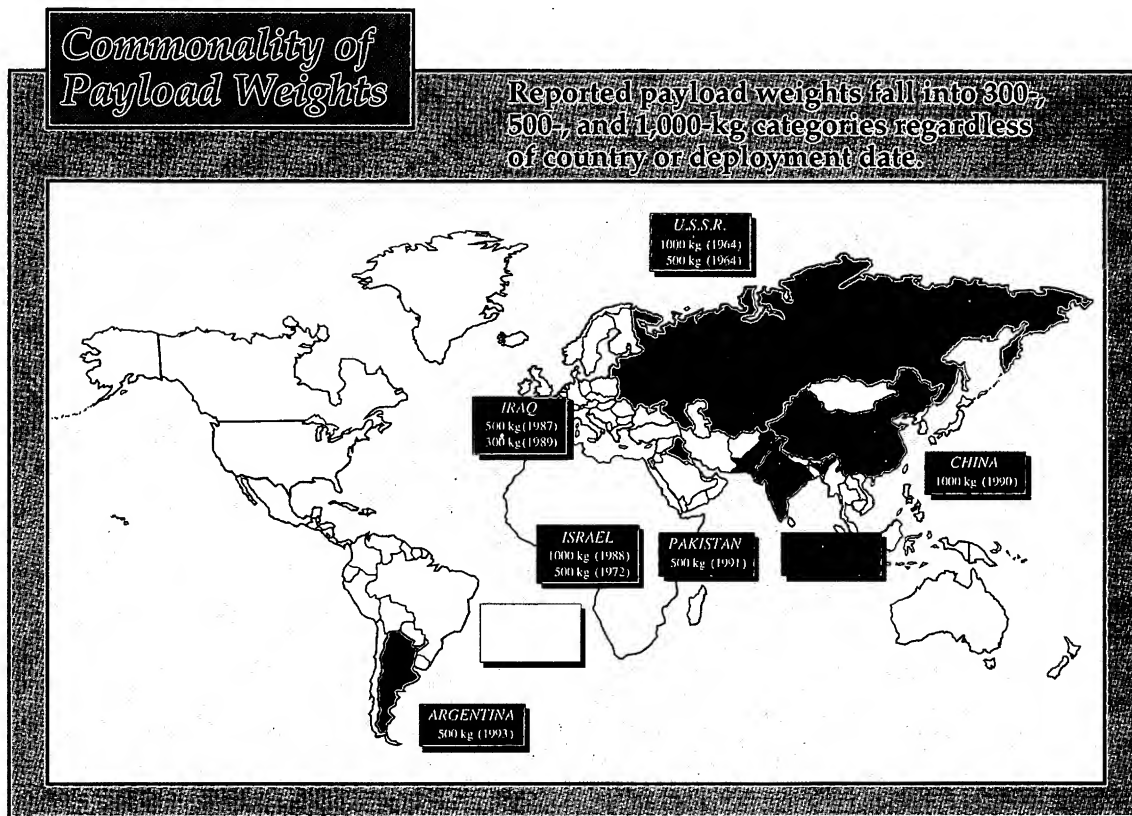 Commonality of
Payload Weights
Reported payload weights fall into 300-,
500-, and 1,000-kg categories regardless
of country or deployment date.
U.S.S.R.
1000 kg (1964)
500 kg (1964)
IRAQ
500 kg (1987)
300 kg (1989)
CHINA
1000 kg (1990)
ISRAEL
1000 kg (1988)
500 kg (1972)
PAKISTAN
500 kg (1991)
ARGENTINA
500 kg (1993)